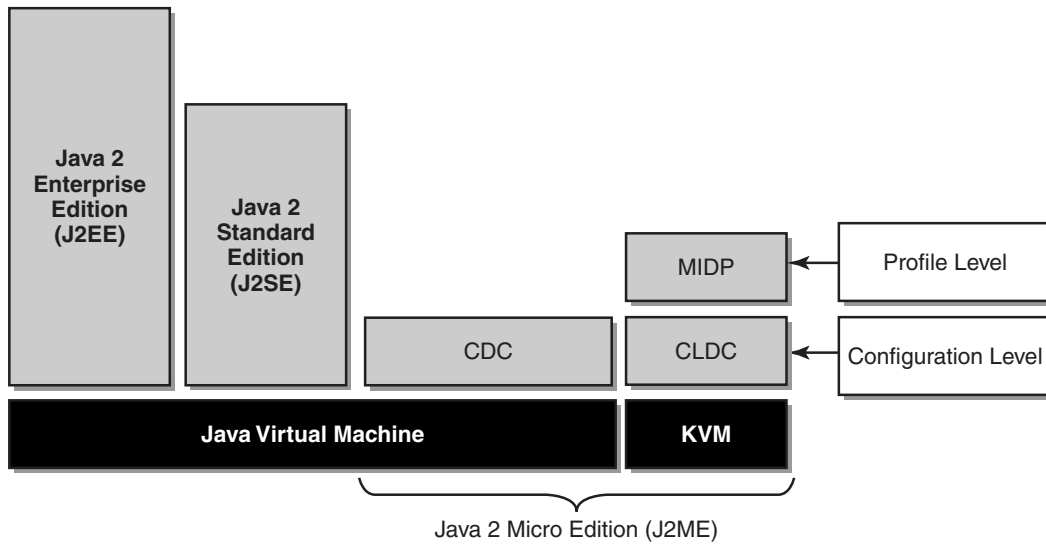 Java 2
Enterprise
Edition
(J2EE)
Java 2
Standard
Edition
(J2SE)
MIDP
Profile Level
CDC
CLDC
Configuration Level
Java Virtual Machine
KVM
Java 2 Micro Edition (J2ME)